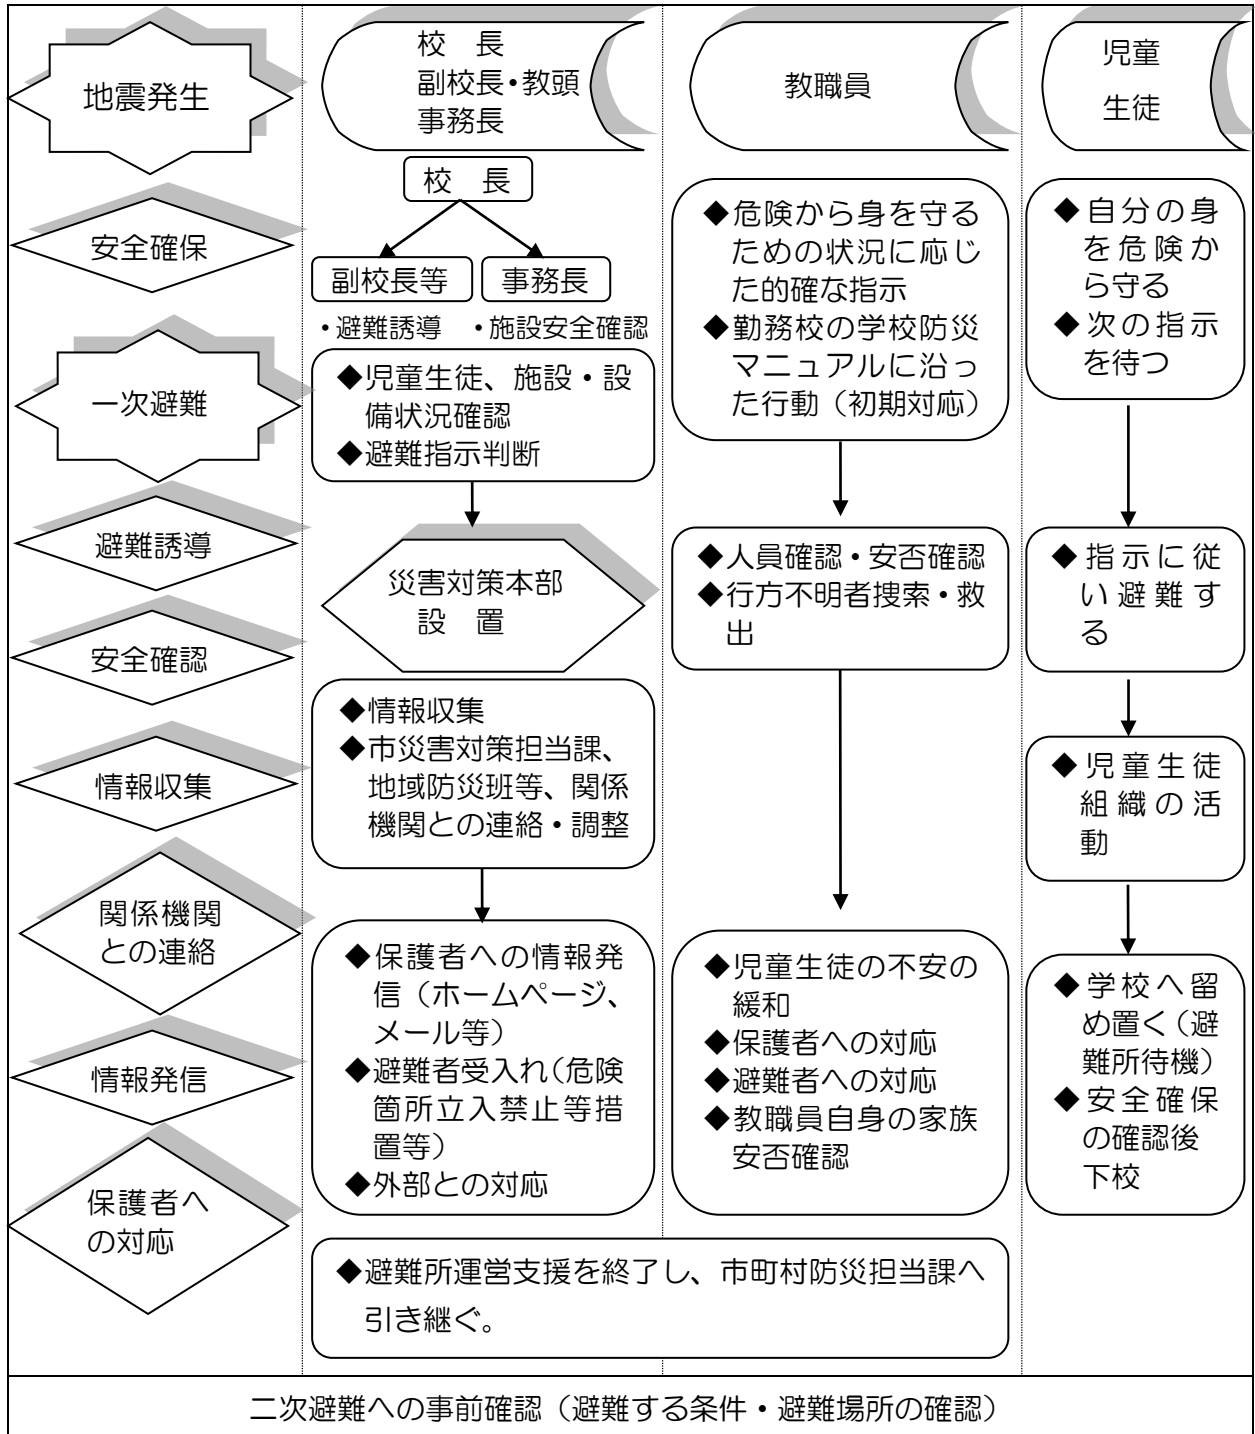 地震発生
安全確保
一次避難
避難誘導
安全確認
情報収集
関係機関
との連絡
情報発信
保護者へ
の対応
校　長
副校長・教頭
事務長
校　長
副校長等
事務長
・避難誘導
・施設安全確認
◆児童生徒、施設・設
備状況確認
◆避難指示判断
災害対策本部
設　置
◆情報収集
◆市災害対策担当課、
地域防災班等、関係
機関との連絡・調整
◆保護者への情報発
信（ホームページ、
メール等）
◆避難者受入れ（危険
箇所立入禁止等措
置等）
◆外部との対応
教職員
◆危険から身を守る
ための状況に応じ
た的確な指示
◆勤務校の学校防災
マニュアルに沿っ
た行動（初期対応）
◆人員確認・安否確認
◆行方不明者捜索・救
出
◆児童生徒の不安の
緩和
◆保護者への対応
◆避難者への対応
◆教職員自身の家族
安否確認
児童
生徒
◆自分の身
を危険か
ら守る
◆次の指示
を待つ
◆指示に従
い避難す
る
◆児童生徒
組織の活
動
◆学校へ留
め置く（避
難所待機）
◆安全確保
の確認後
下校
◆避難所運営支援を終了し、市町村防災担当課へ
引き継ぐ。
二次避難への事前確認（避難する条件・避難場所の確認）